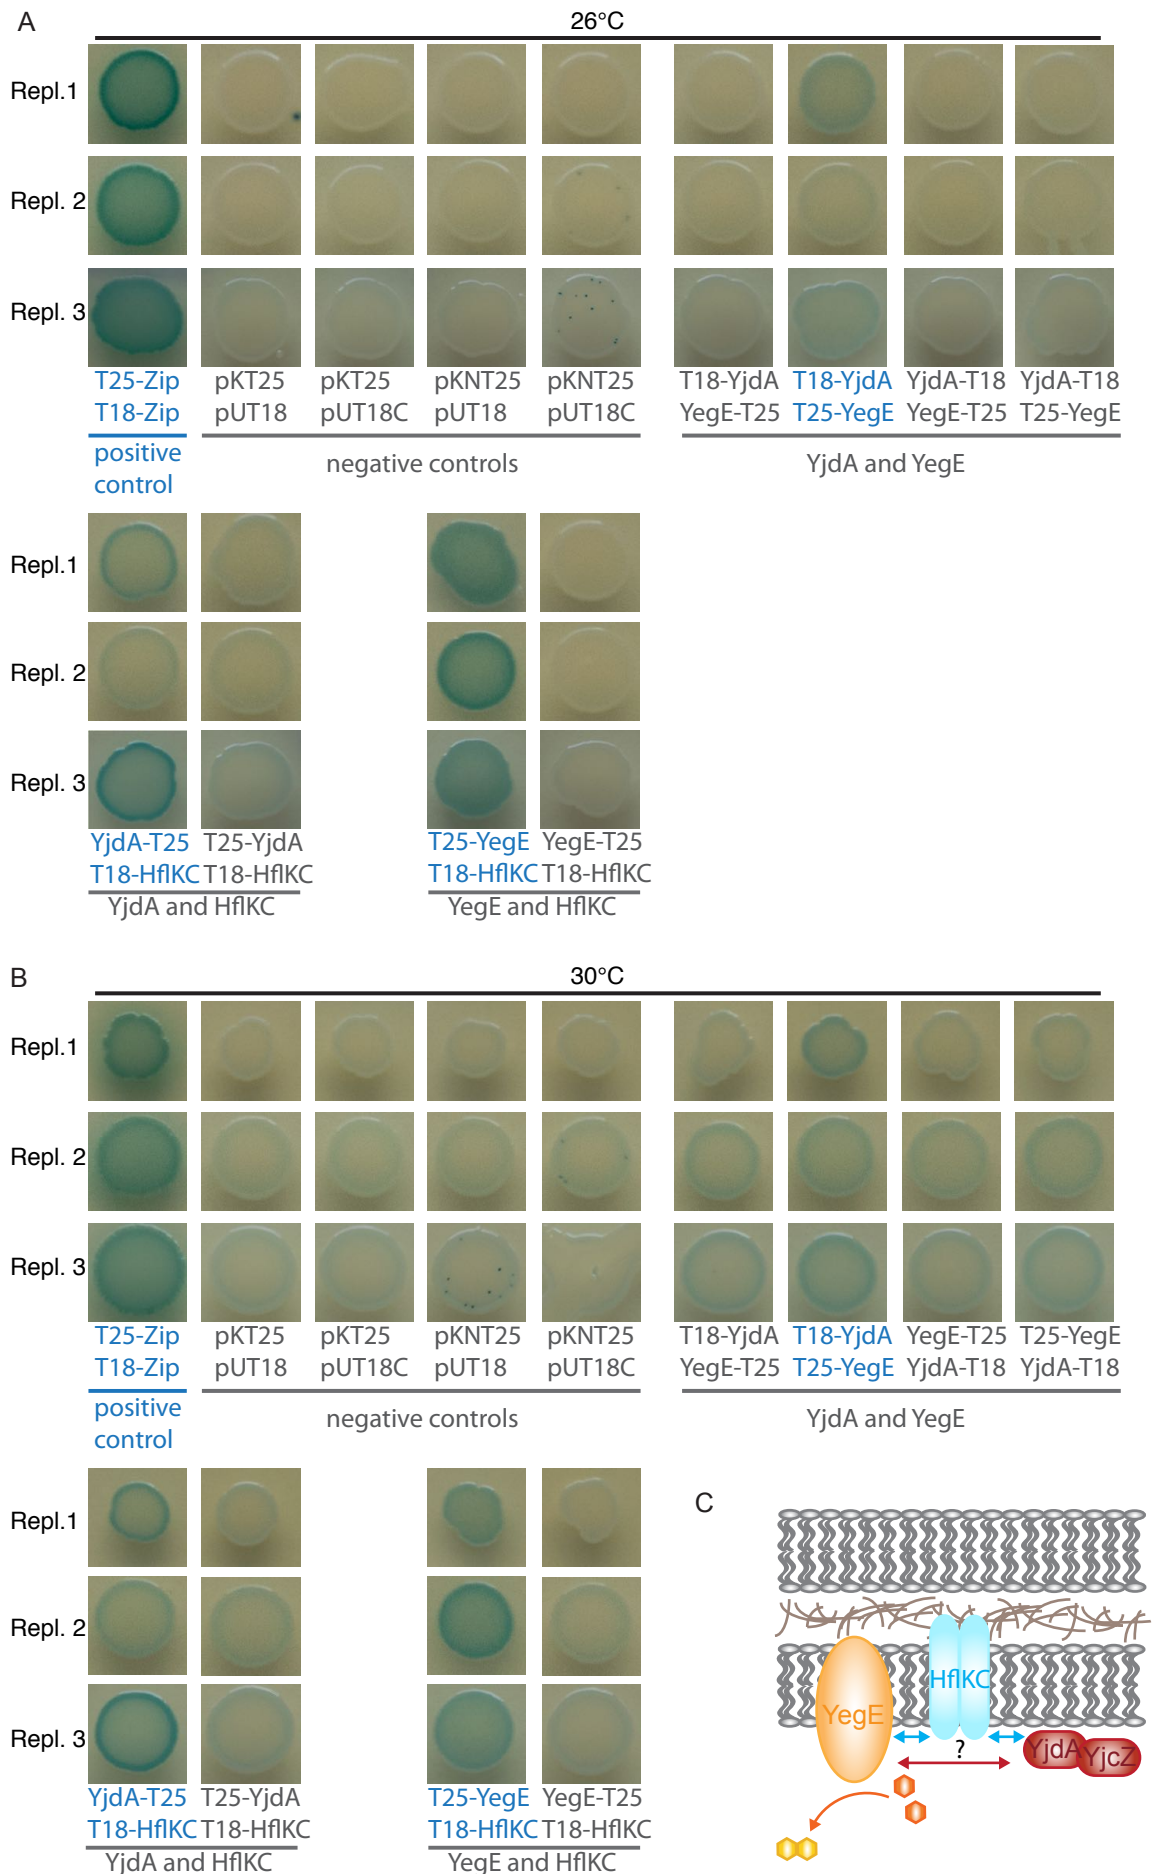 A
26°C
Repl.1
Repl. 2
Repl. 3
T25-Zip pKT25 pKT25 pKNT25 pKNT25 T18-YjdA T18-YjdA YjdA-T18 YjdA-T18
T18-Zip pUT18 pUT18C pUT18 pUT18C YegE-T25 T25-YegE YegE-T25 T25-YegE
positive control
negative controls
YjdA and YegE
Repl.1
Repl. 2
Repl. 3
YjdA-T25 T25-YjdA T25-YegE YegE-T25
T18-HflKC T18-HflKC T18-HflKC T18-HflKC
YjdA and HflKC YegE and HflKC
B
30°C
Repl.1
Repl. 2
Repl. 3
T25-Zip pKT25 pKT25 pKNT25 pKNT25 T18-YjdA T18-YjdA YegE-T25 T25-YegE
T18-Zip pUT18 pUT18C pUT18 pUT18C YegE-T25 T25-YegE YjdA-T18 YjdA-T18
positive control
negative controls
YjdA and YegE
Repl.1
Repl. 2
Repl. 3
YjdA-T25 T25-YjdA T25-YegE YegE-T25
T18-HflKC T18-HflKC T18-HflKC T18-HflKC
YjdA and HflKC YegE and HflKC
C
HflKC
YegE
?
YjdA YjcZ